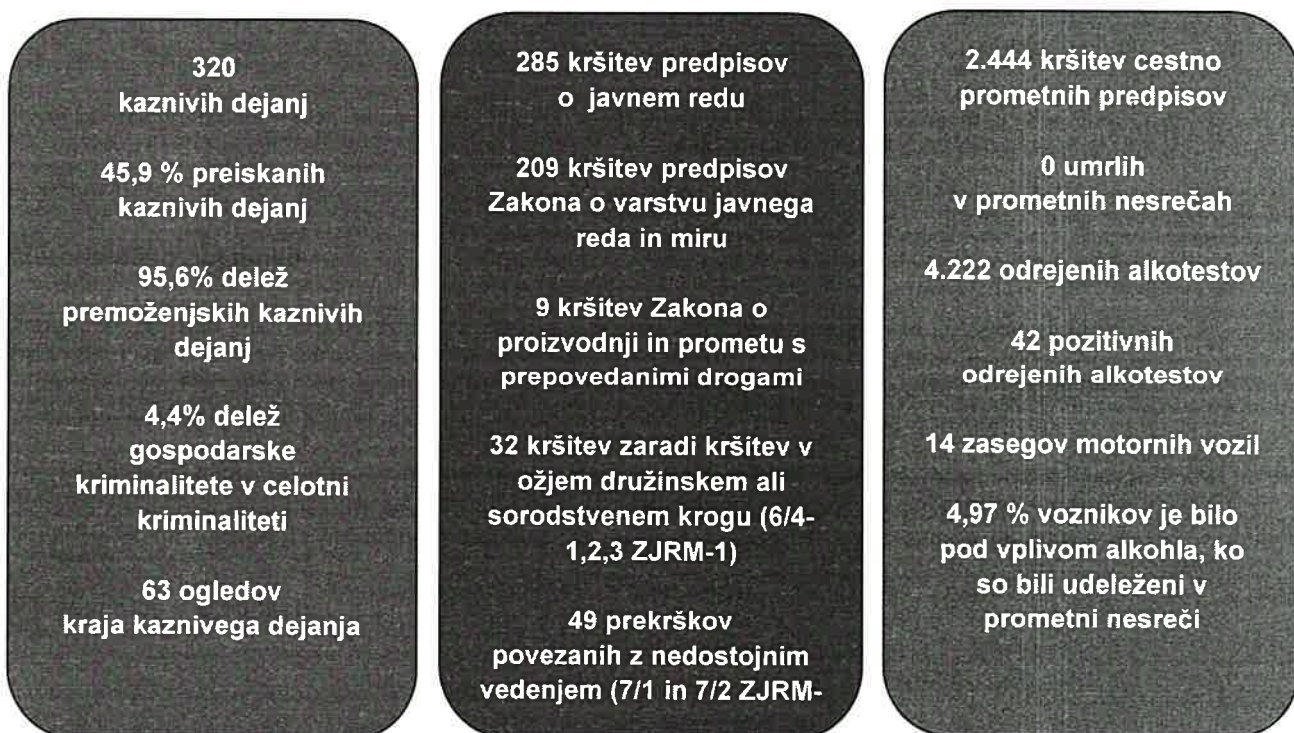 320
kaznivih dejanj
45,9 % preiskanih
kaznivih dejanj
95,6% delež
premoženjskih kaznivih
dejanj
4,4% delež
gospodarske
kriminalitete v celotni
kriminaliteti
63 ogledov
kraja kaznivega dejanja
285 kršitev predpisov
o javnem redu
209 kršitev predpisov
Zakona o varstvu javnega
reda in miru
9 kršitev Zakona o
proizvodnji in prometu s
prepovedanimi drogami
32 kršitev zaradi kršitev v
ožjem družinskem ali
sorodstvenem krogu (6/4-
1,2,3 ZJRM-1)
49 prekrškov
povezanih z nedostojnim
vedenjem (7/1 in 7/2 ZJRM-
2.444 kršitev cestno
prometnih predpisov
0 umrlih
v prometnih nesrečah
4.222 odrejenih alkotestov
42 pozitivnih
odrejenih alkotestov
14 zasegov motornih vozil
4,97 % voznikov je bilo
pod vplivom alkohla, ko
so bili udeleženi v
prometni nesreči